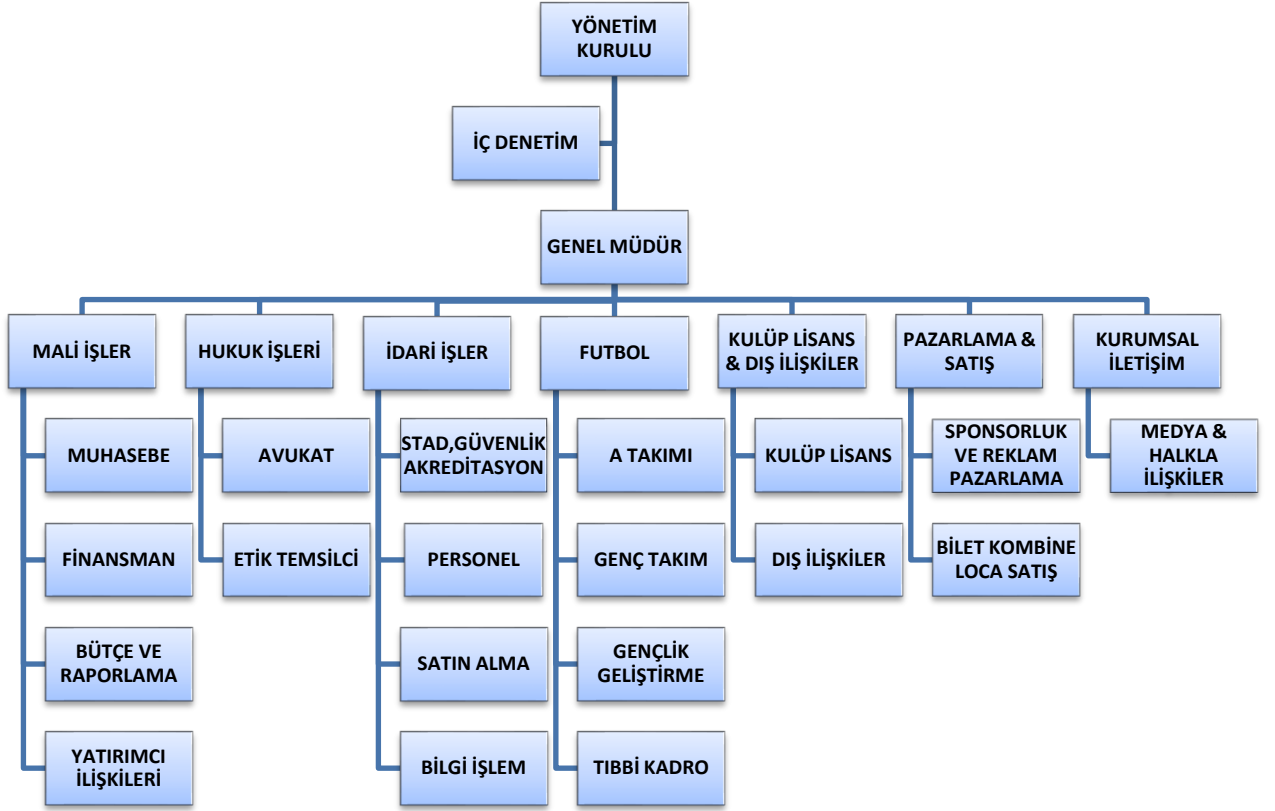 YÖNETİM
KURULU
İÇ DENETİM
GENEL MÜDÜR
MALİ İŞLER
HUKUK İŞLERİ
İDARİ İŞLER
FUTBOL
KULÜP LİSANS
& DIŞ İLİŞKİLER
PAZARLAMA &
SATIŞ
KURUMSAL
İLETİŞİM
MUHASEBE
AVUKAT
STAD,GÜVENLİK
AKREDİTASYON
A TAKIMI
KULÜP LİSANS
SPONSORLUK
VE REKLAM
PAZARLAMA
MEDYA &
HALKLA
İLİŞKİLER
FİNANSMAN
ETİK TEMSİLCİ
PERSONEL
GENÇ TAKIM
DIŞ İLİŞKİLER
BİLET KOMBİNE
LOCA SATIŞ
BÜTÇE VE
RAPORLAMA
SATIN ALMA
GENÇLİK
GELİŞTİRME
YATIRIMCI
İLİŞKİLERİ
BİLGİ İŞLEM
TIBBİ KADRO